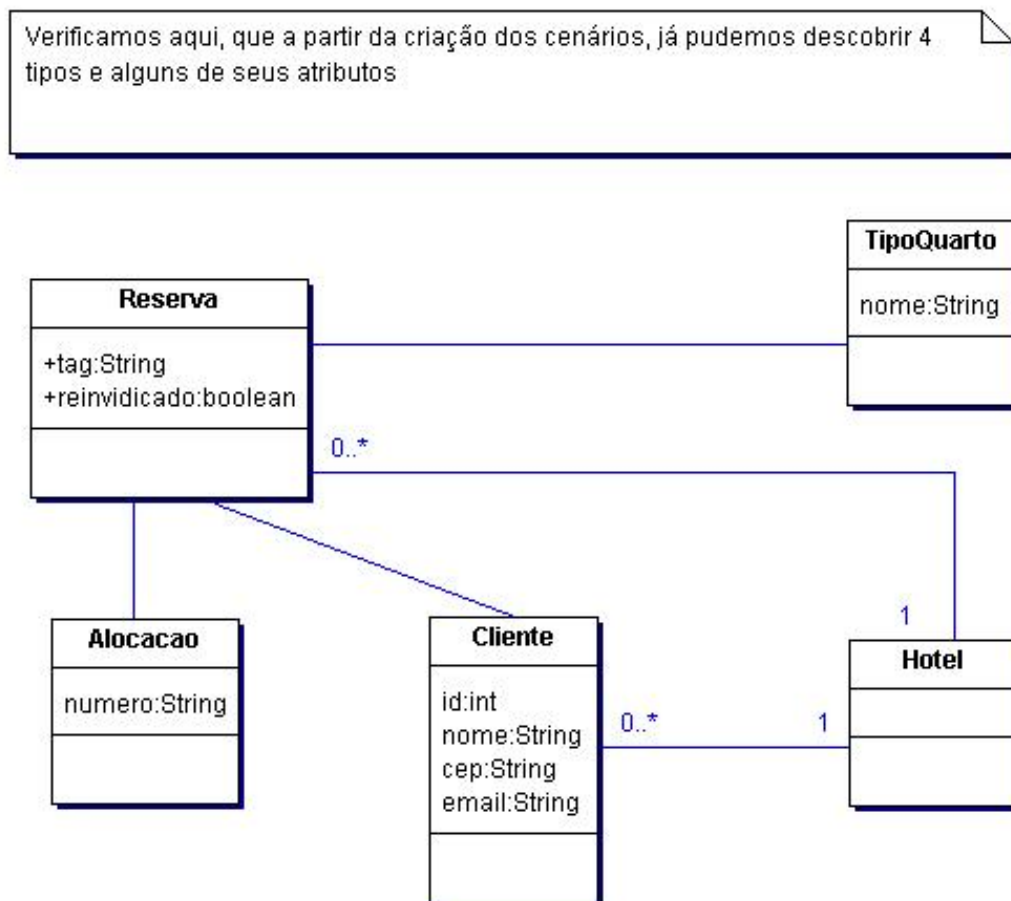 Verificamos aqui, que a partir da criação dos cenários, já pudemos descobrir 4
tipos e alguns de seus atributos
TipoQuarto
nome:String
Reserva
+tag:String
+reinvidicado:boolean
0..*
1
Alocacao
numero:String
Cliente
id:int
nome:String
cep:String
email:String
0..*
1
Hotel